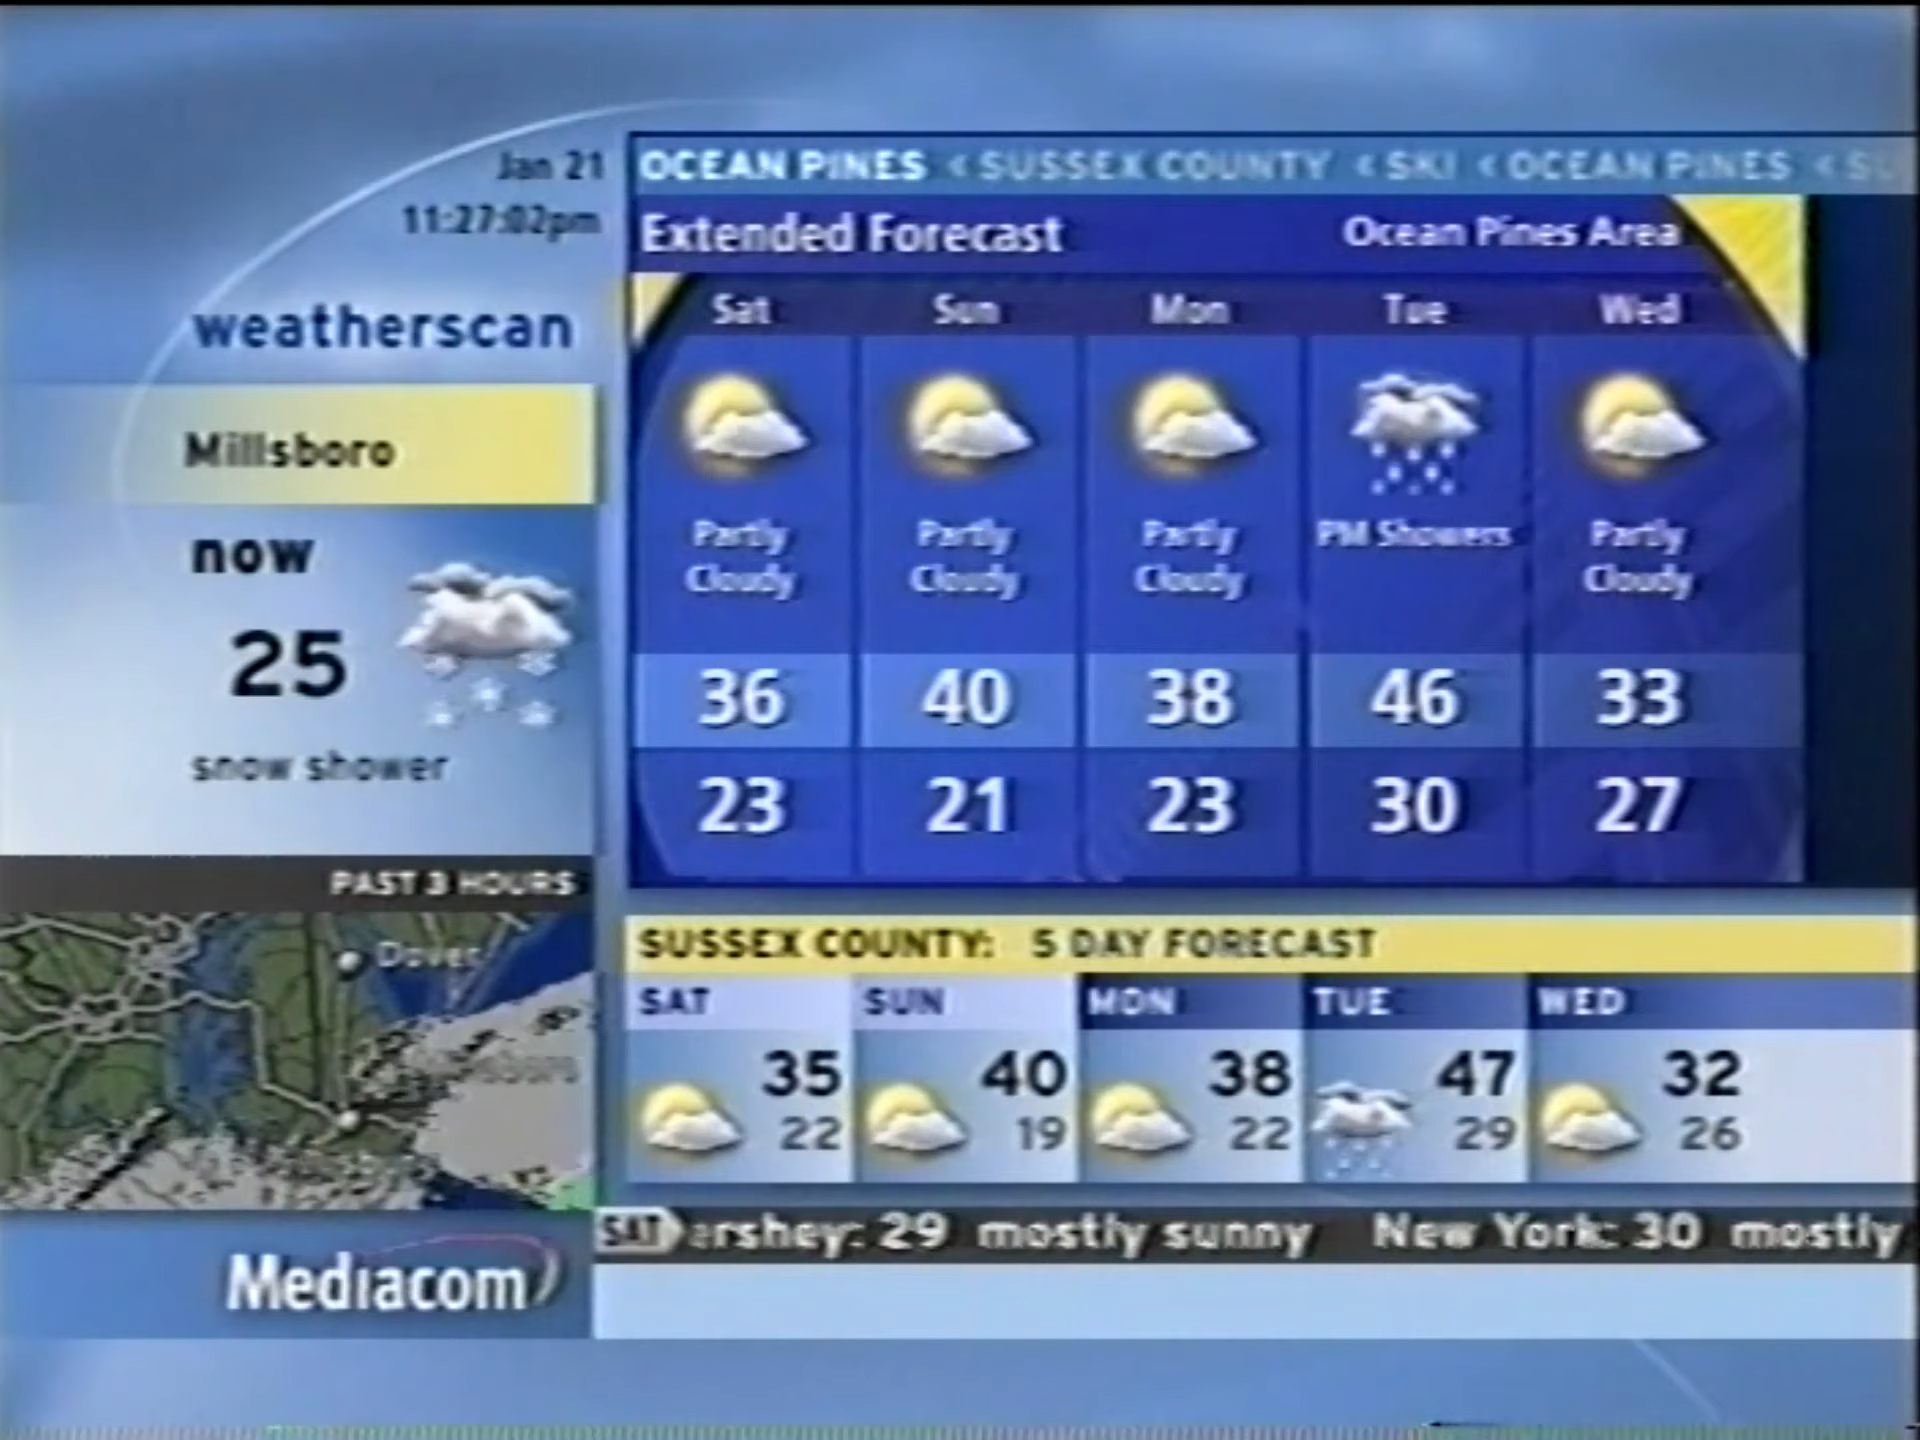 Jan 21
11:27:02pm
weatherscan
Millsboro
now
25
snow shower
PAST 3 HOURS
Dover
Mediacom
OCEAN PINES < SUSSEX COUNTY < SKI < OCEAN PINES < SU
Extended Forecast Ocean Pines Area
Sat Sun Mon Tue Wed
Partly Cloudy Partly Cloudy Partly Cloudy PM Showers Partly Cloudy
36 40 38 46 33
23 21 23 30 27
SUSSEX COUNTY: 5 DAY FORECAST
SAT SUN MON TUE WED
35 40 38 47 32
22 19 22 29 26
SAT ershey: 29 mostly sunny New York: 30 mostly